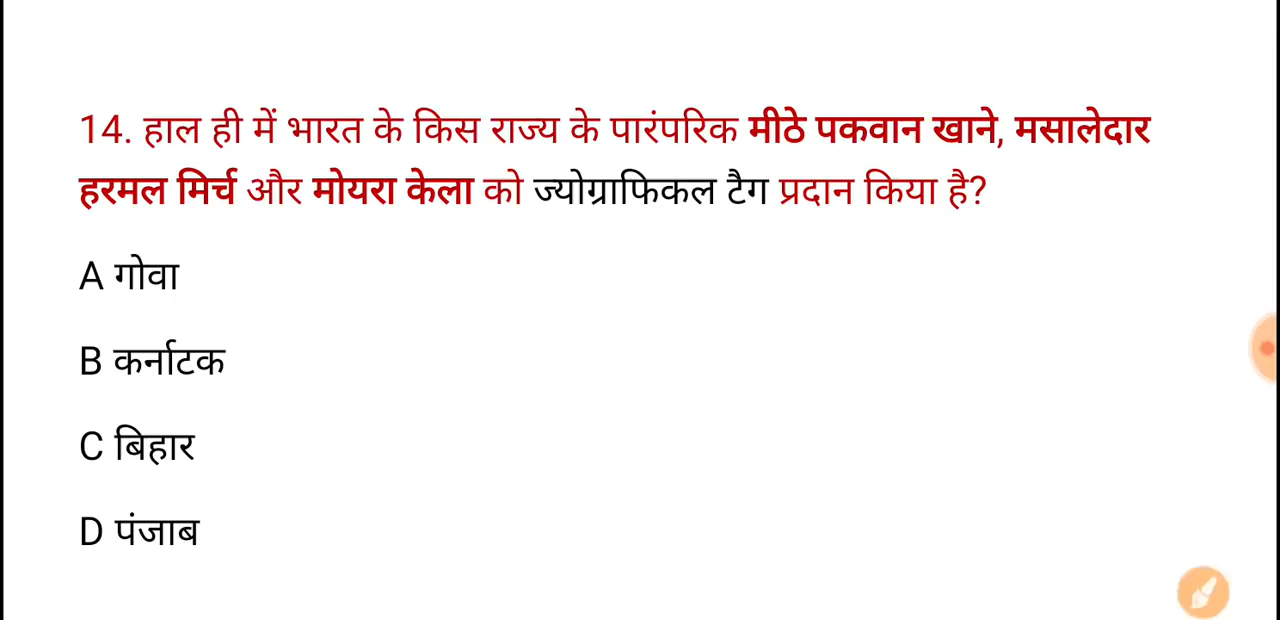 14. हाल ही में भारत के किस राज्य के पारंपरिक मीठे पकवान खाने, मसालेदार
हरमल मिर्च और मोयरा केला को ज्योग्राफिकल टैग प्रदान किया है?
A गोवा
B कर्नाटक
C बिहार
D पंजाब